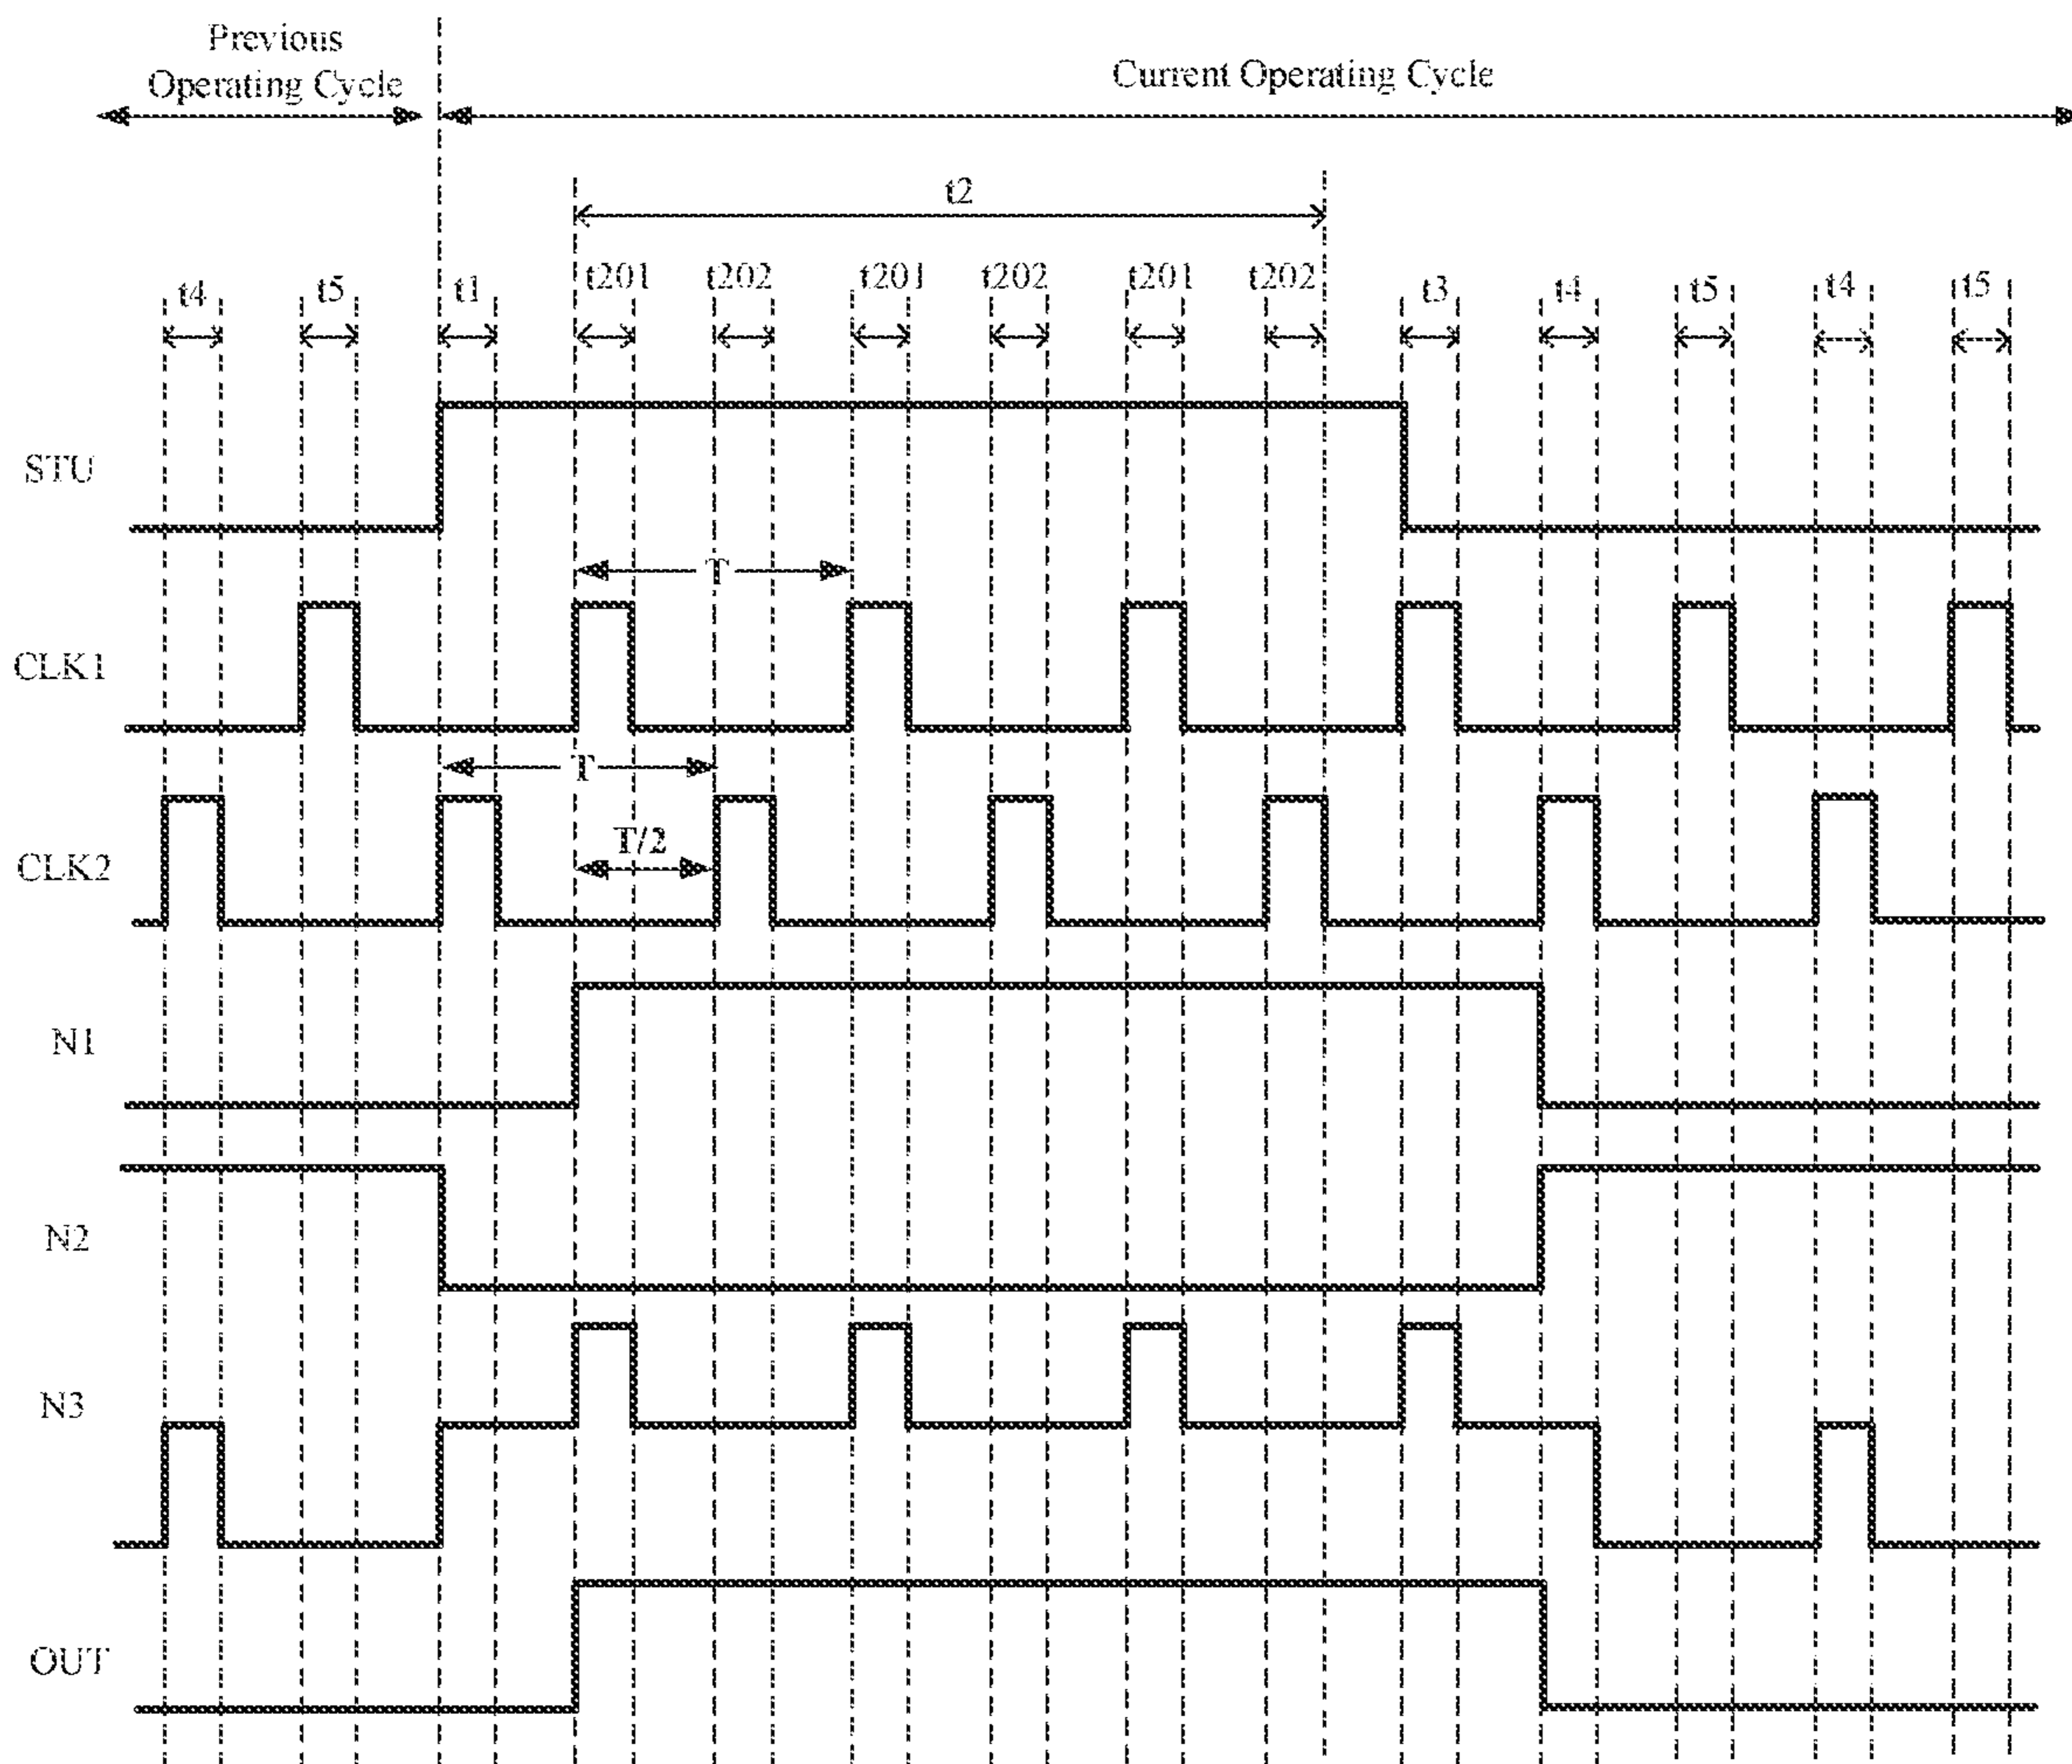 Previous
Operating Cycle
Current Operating Cycle
t2
t4 t5 t1 t201 t202 t201 t202 t201 t202 t3 t4 t5 t4 t5
STU
T
CLK1
T
T/2
CLK2
N1
N2
N3
OUT